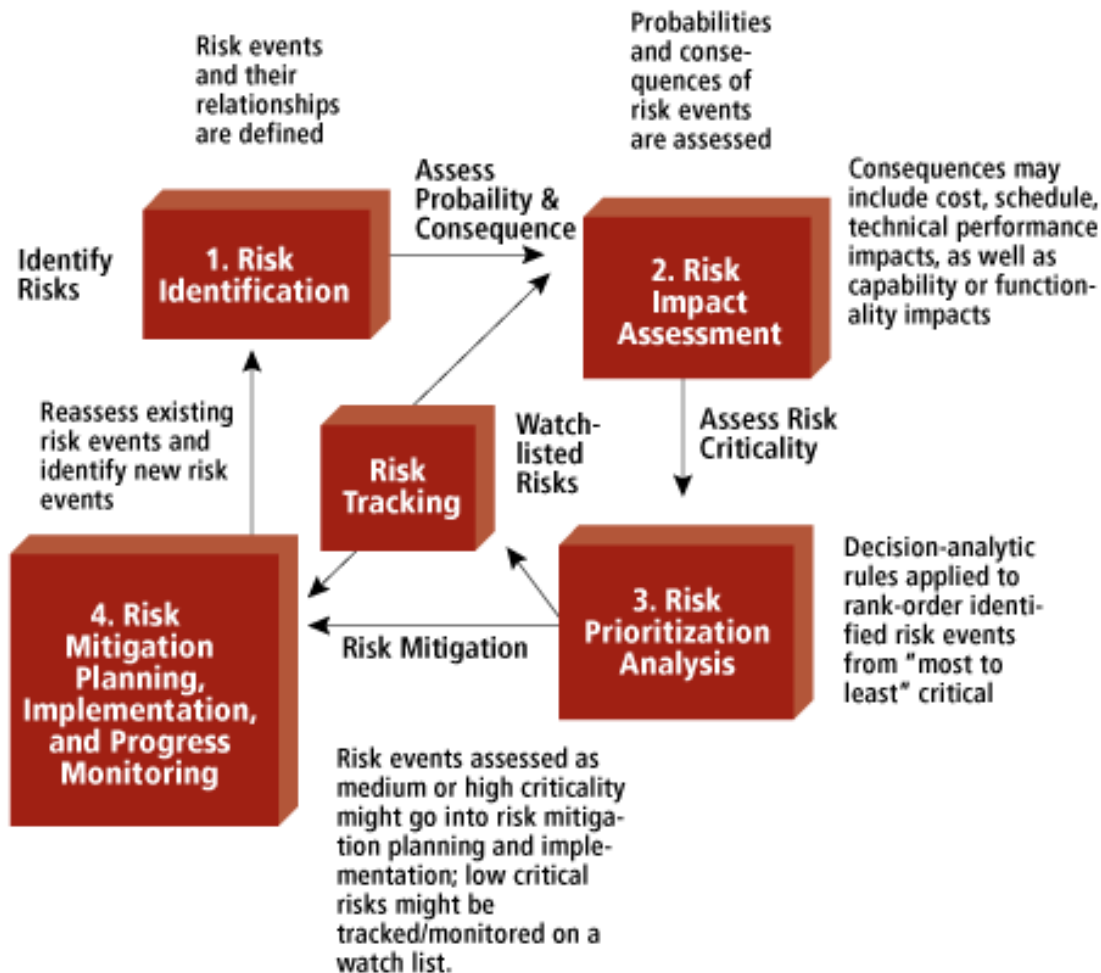 Risk events
and their
relationships
are defined
Probabilities
and conse-
quences of
risk events
are assessed
Assess
Probaility &
Consequence
Consequences may
include cost, schedule,
technical performance
impacts, as well as
capability or function-
ality impacts
Identify
Risks
1. Risk
Identification
2. Risk
Impact
Assessment
Reassess existing
risk events and
identify new risk
events
Risk
Tracking
Watch-
listed
Risks
Assess Risk
Criticality
4. Risk
Mitigation
Planning,
Implementation,
and Progress
Monitoring
Risk Mitigation
3. Risk
Prioritization
Analysis
Decision-analytic
rules applied to
rank-order identi-
fied risk events
from "most to
least" critical
Risk events assessed as
medium or high criticality
might go into risk mitiga-
tion planning and imple-
mentation; low critical
risks might be
tracked/monitored on a
watch list.